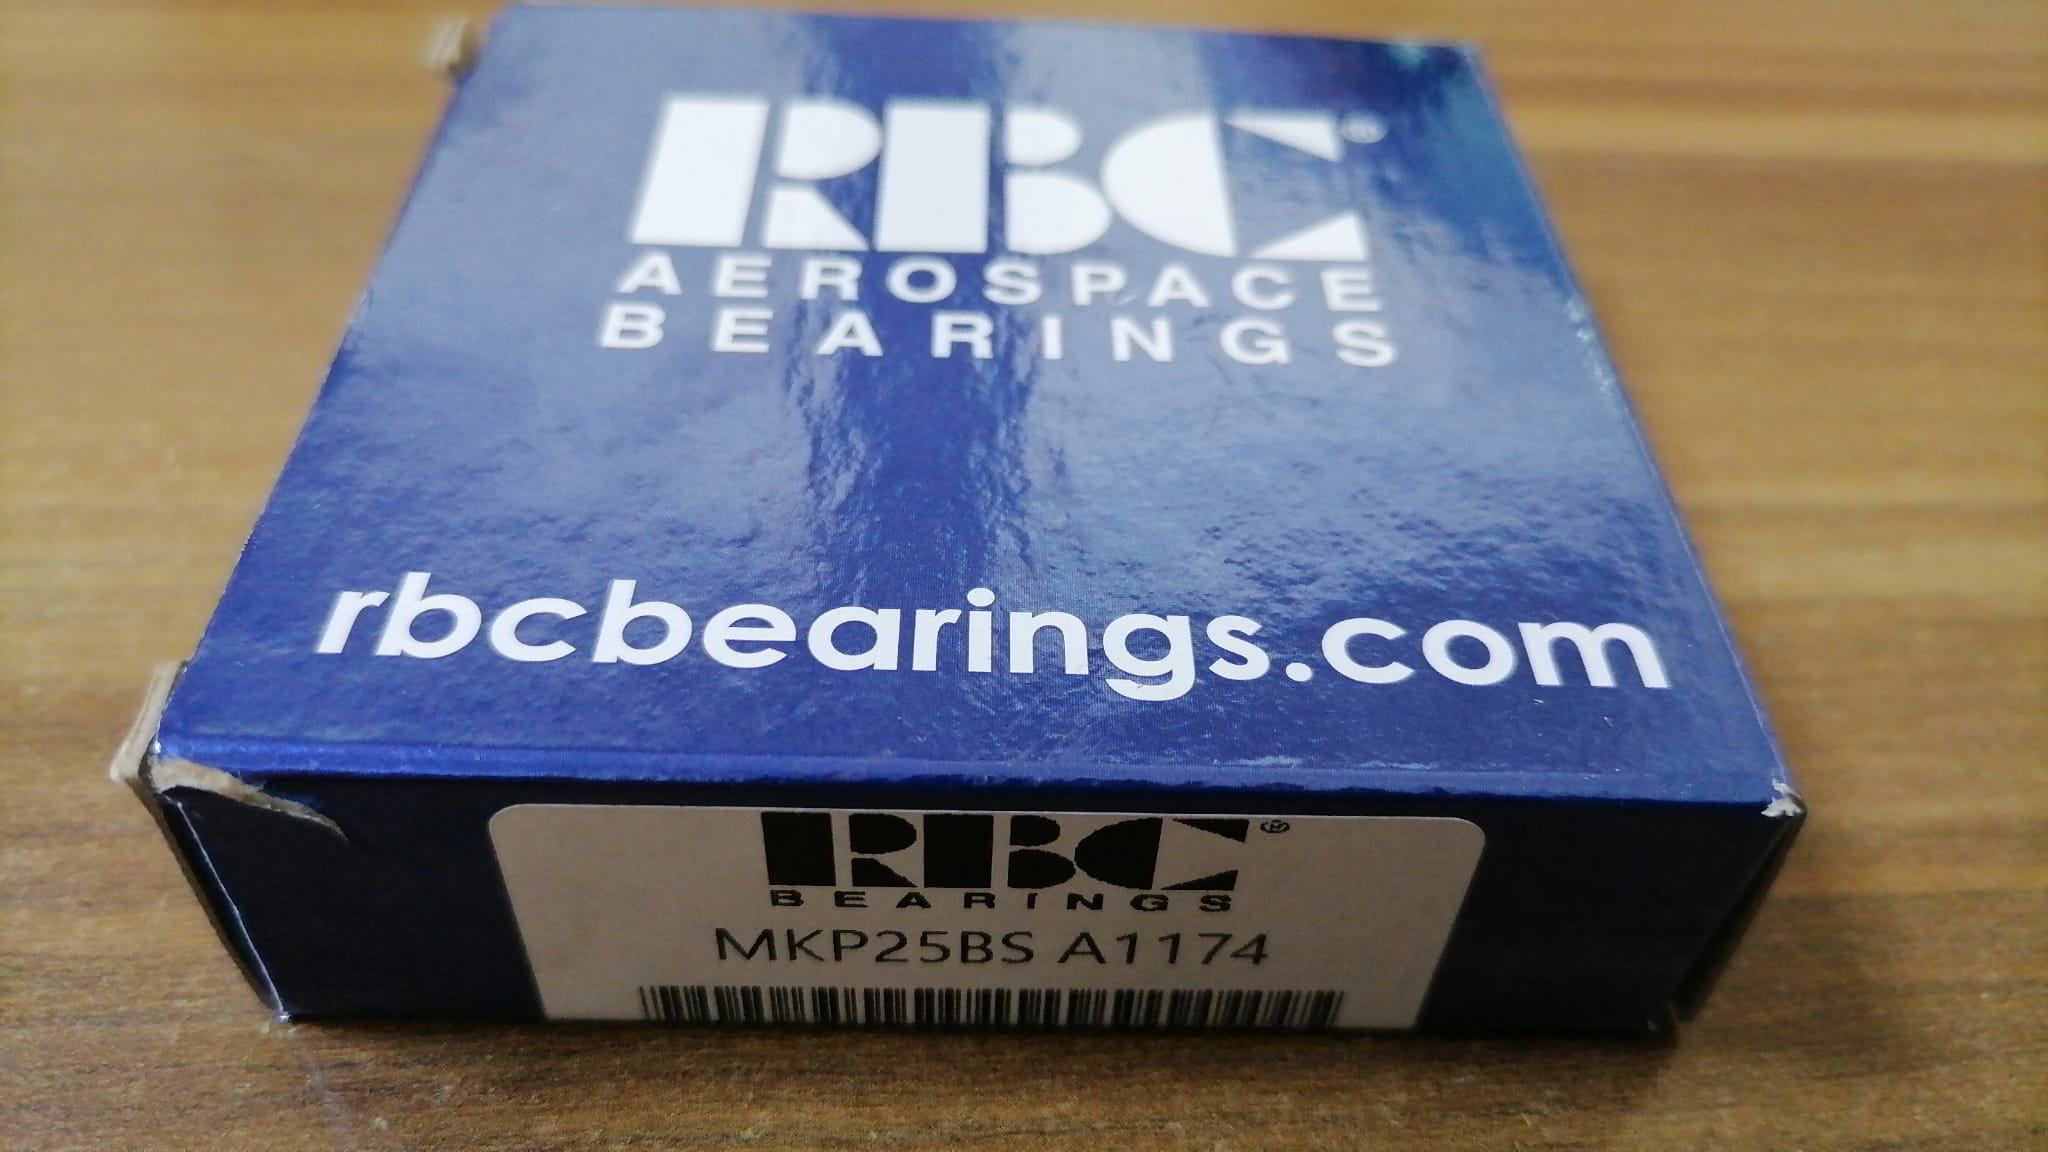 RBC®
AEROSPACE
BEARINGS
rbcbearings.com
RBC®
BEARINGS
MKP25BS A1174